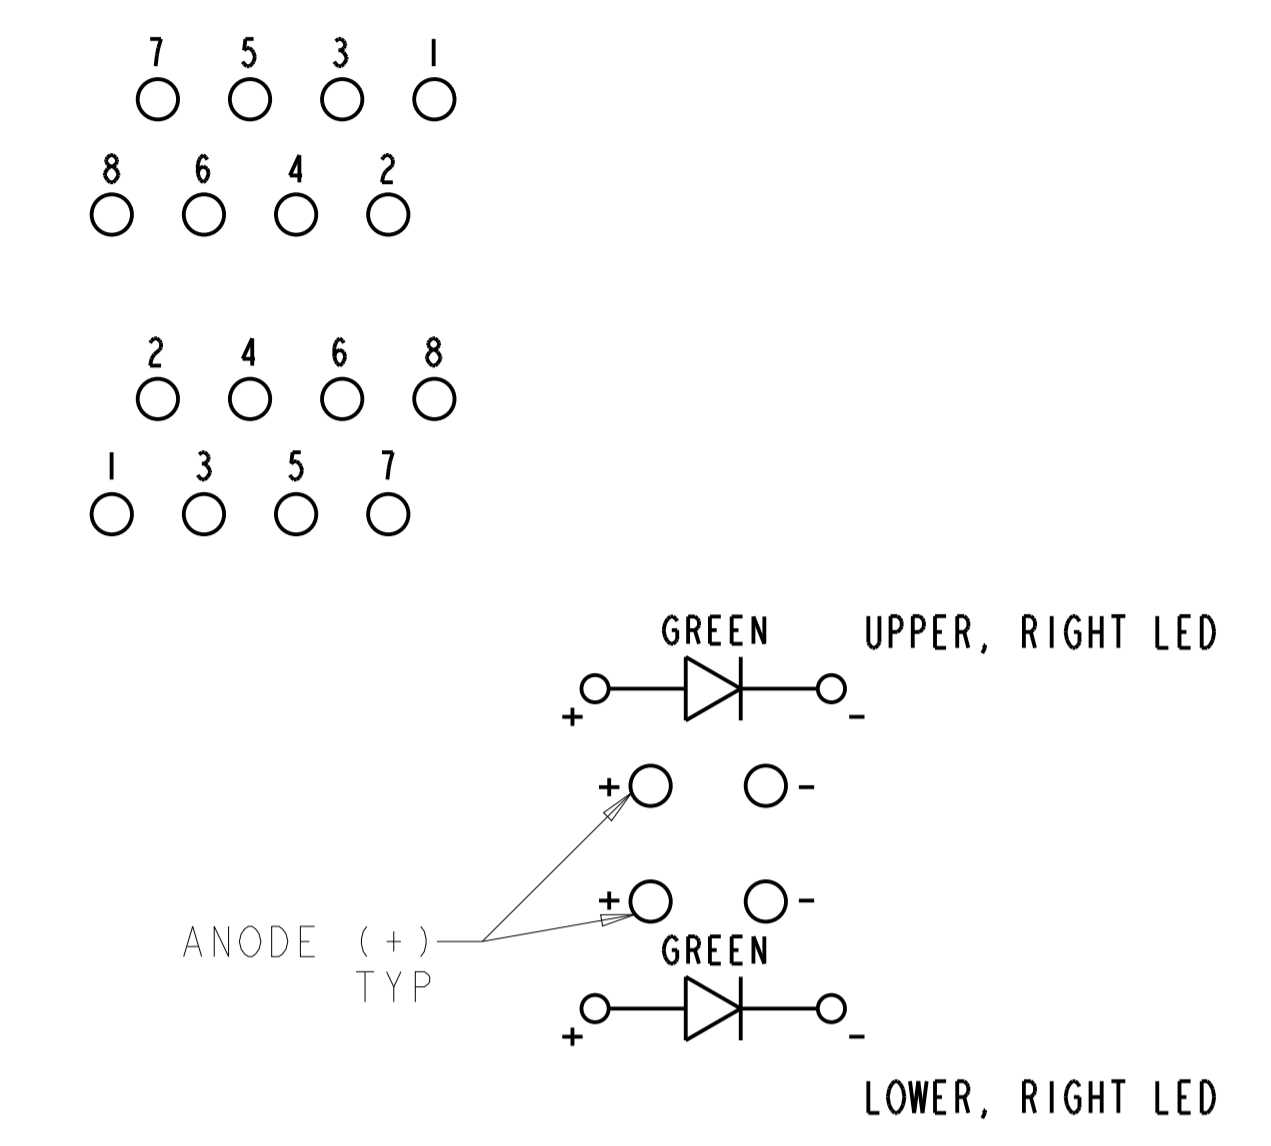 7 5 3 1
8 6 4 2
2 4 6 8
1 3 5 7
GREEN UPPER, RIGHT LED
+ -
+ -
+ -
GREEN
ANODE (+)
TYP
+ -
LOWER, RIGHT LED